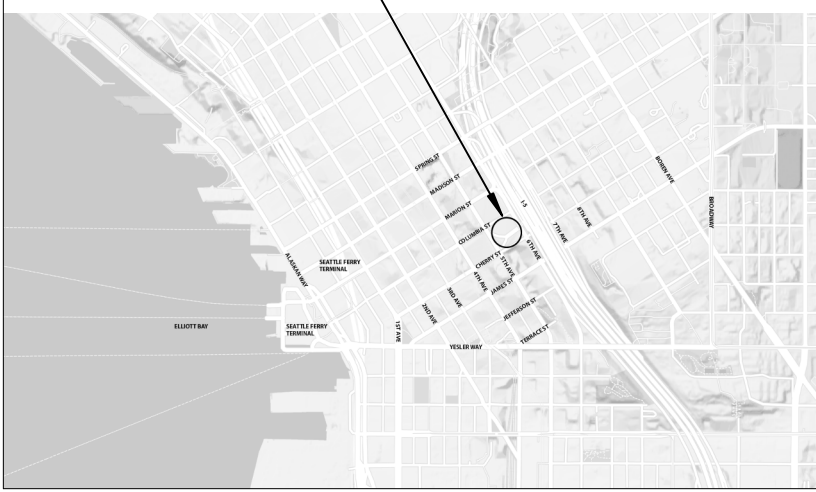 SPRING ST
MADISON ST
MARION ST
COLUMBIA ST
CHERRY ST
5TH AVE
6TH AVE
I-5
7TH AVE
8TH AVE
BOREN AVE
BROADWAY
4TH AVE
JAMES ST
3RD AVE
2ND AVE
JEFFERSON ST
TERRACE ST
1ST AVE
YESLER WAY
ALASKAN WAY
SEATTLE FERRY
TERMINAL
SEATTLE FERRY
TERMINAL
ELLIOTT BAY